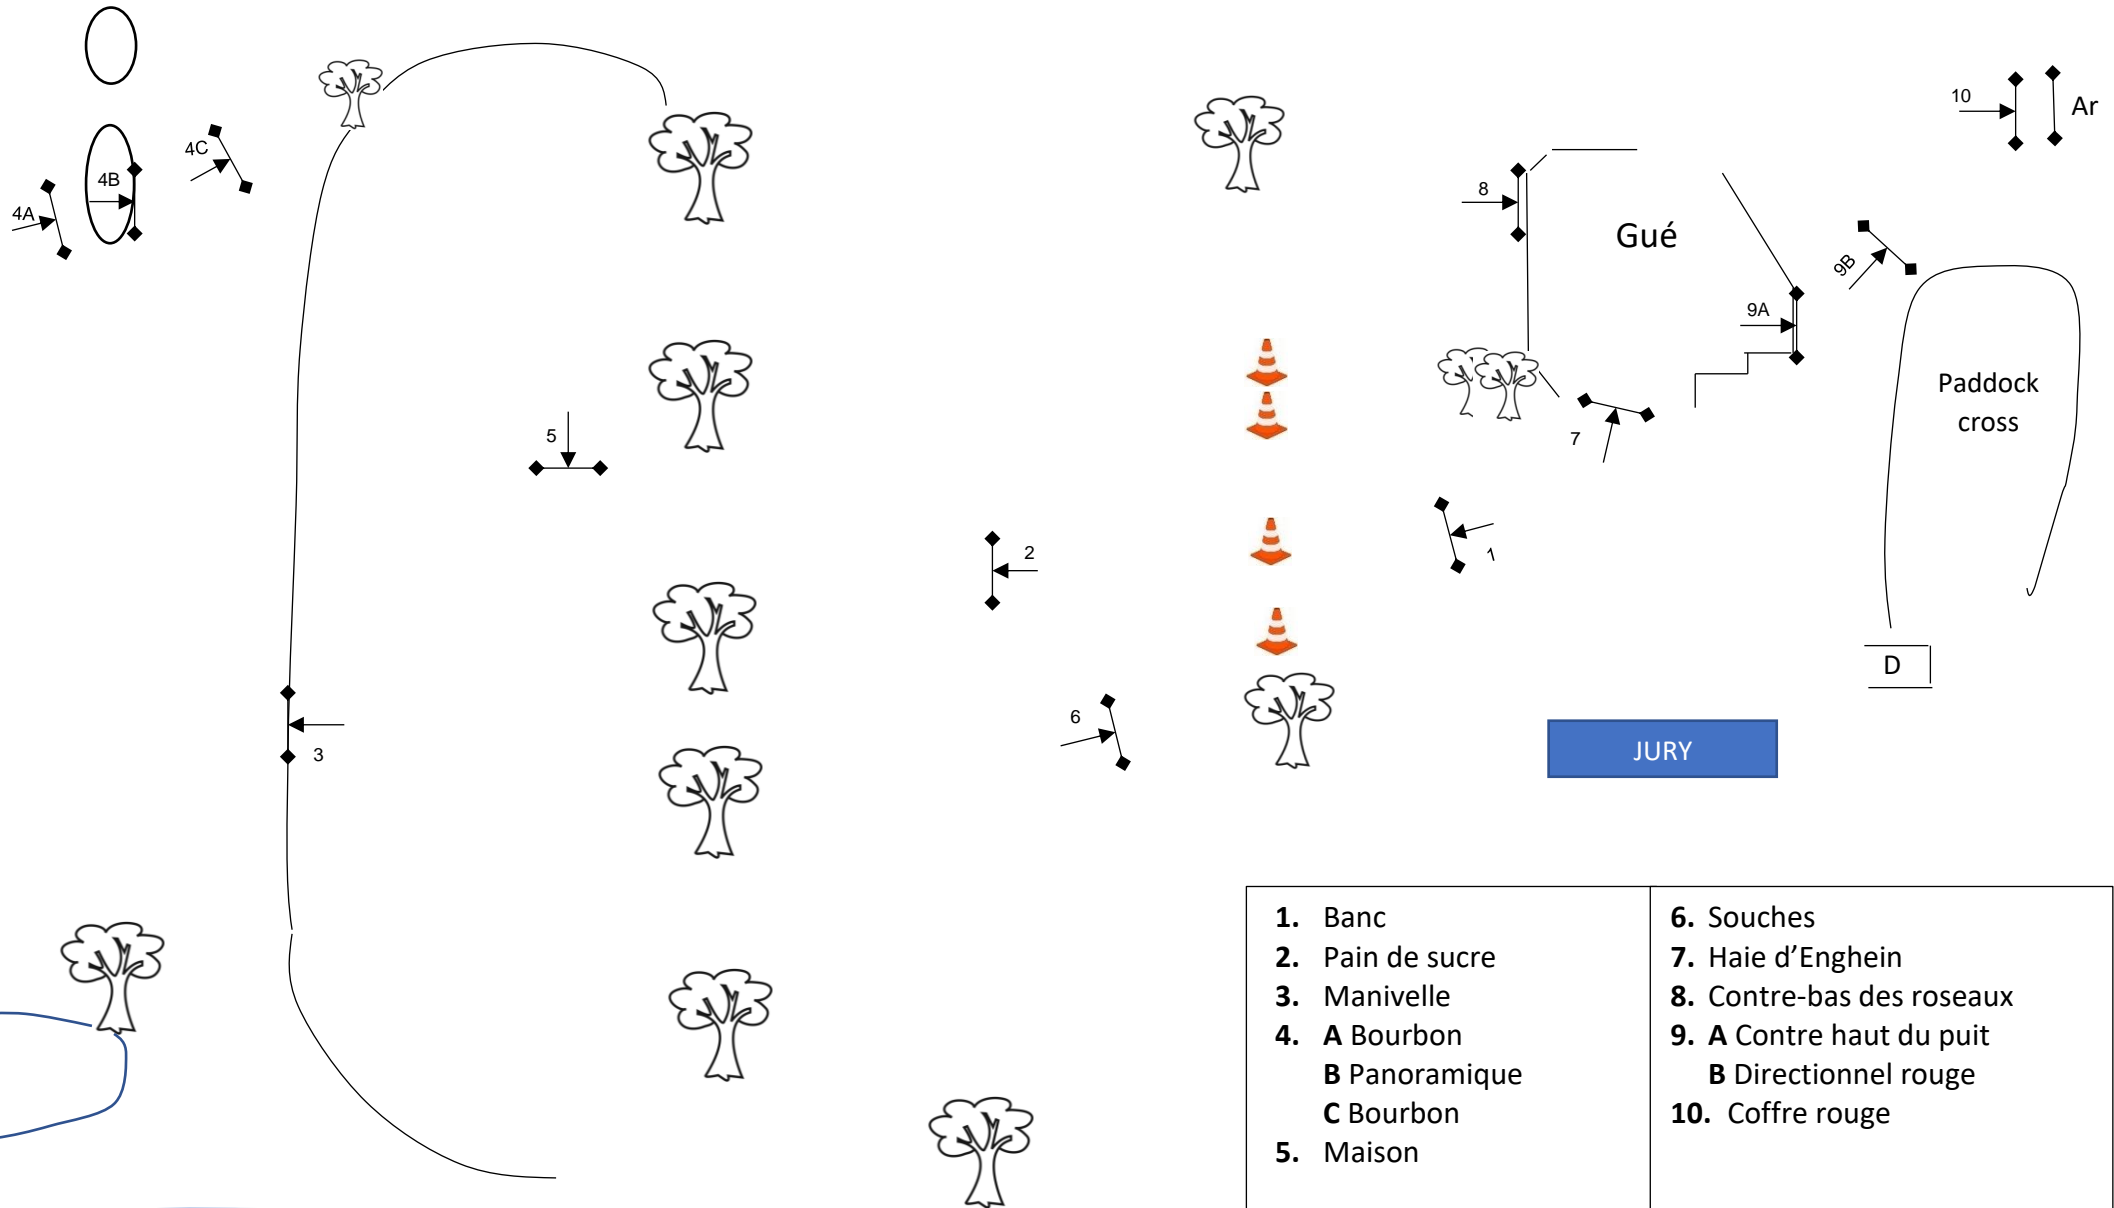 10
Ar
4C
4B
4A
8
Gué
9B
9A
Paddock
cross
5
7
2
1
D
6
3
JURY
1. Banc
2. Pain de sucre
3. Manivelle
4. A Bourbon
B Panoramique
C Bourbon
5. Maison
6. Souches
7. Haie d’Enghein
8. Contre-bas des roseaux
9. A Contre haut du puit
B Directionnel rouge
10. Coffre rouge